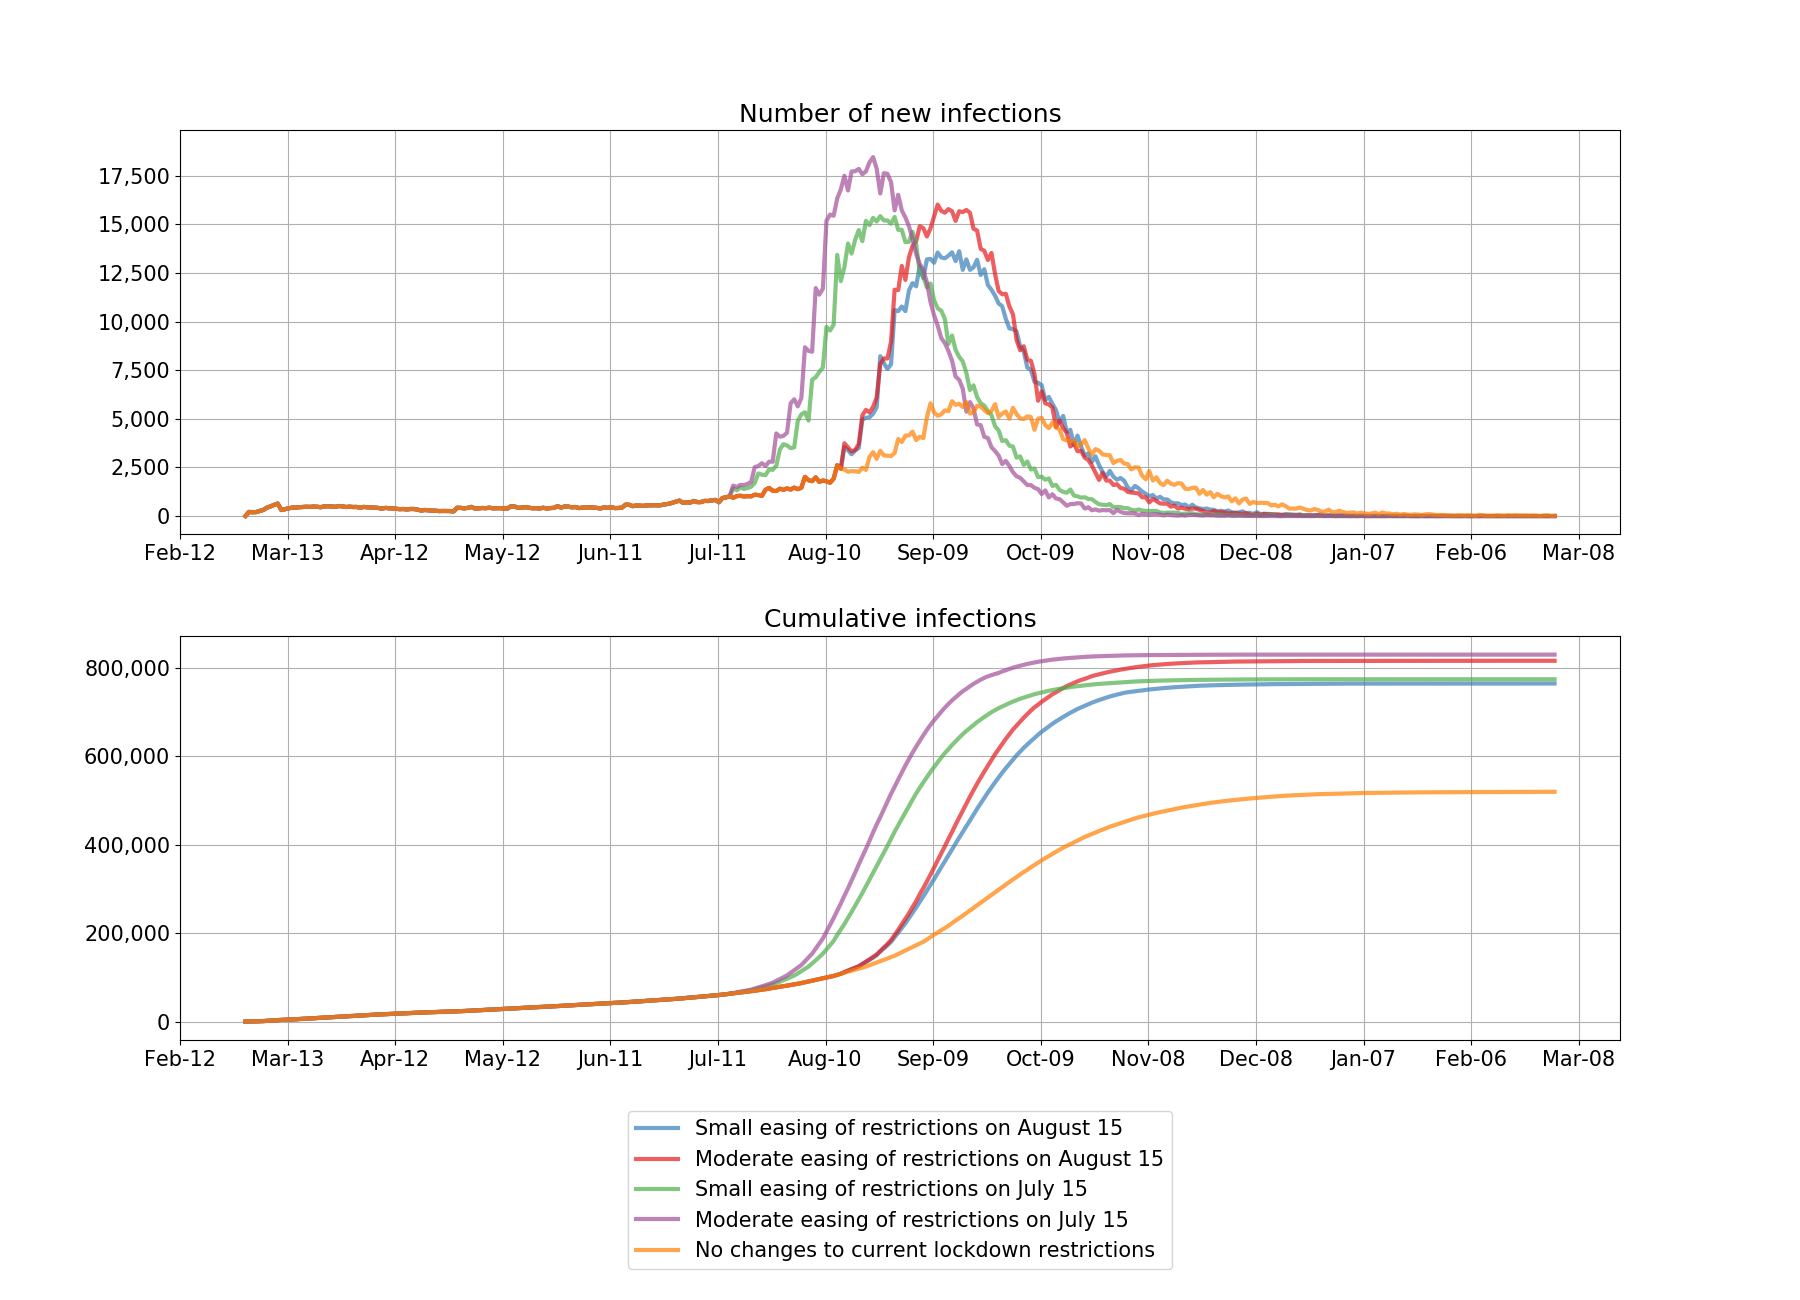 Number of new infections
17,500
15,000
12,500
10,000
7,500
5,000
2,500
0
Feb-12 Mar-13 Apr-12 May-12 Jun-11 Jul-11 Aug-10 Sep-09 Oct-09 Nov-08 Dec-08 Jan-07 Feb-06 Mar-08
Cumulative infections
800,000
600,000
400,000
200,000
0
Feb-12 Mar-13 Apr-12 May-12 Jun-11 Jul-11 Aug-10 Sep-09 Oct-09 Nov-08 Dec-08 Jan-07 Feb-06 Mar-08
Small easing of restrictions on August 15
Moderate easing of restrictions on August 15
Small easing of restrictions on July 15
Moderate easing of restrictions on July 15
No changes to current lockdown restrictions